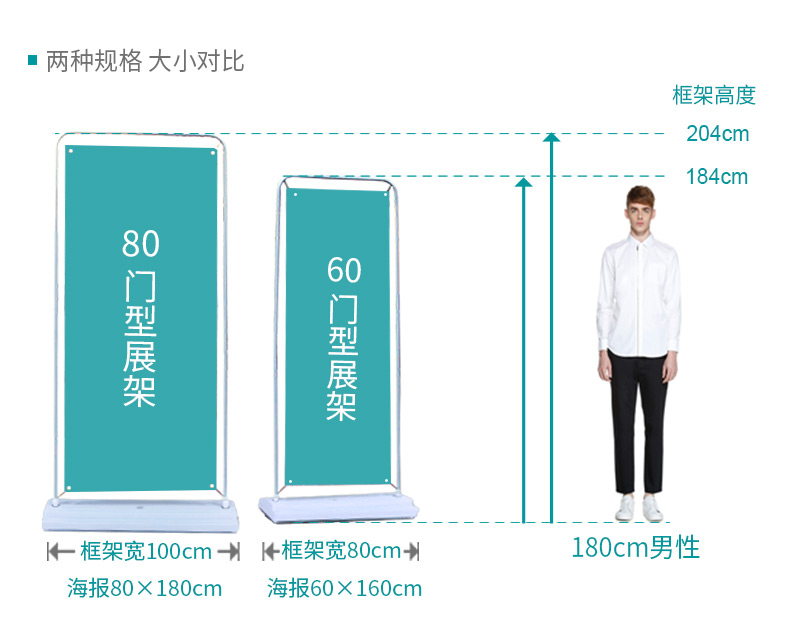 两种规格 大小对比
框架高度
204cm
184cm
80
门
型
展
架
60
门
型
展
架
框架宽100cm
框架宽80cm
180cm男性
海报80×180cm
海报60×160cm